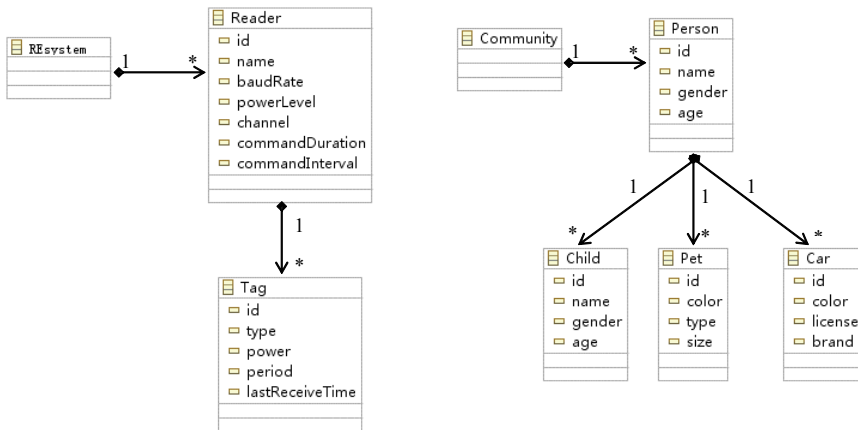 REsystem
1
*
Reader
id
name
baudRate
powerLevel
channel
commandDuration
commandInterval
1
*
Tag
id
type
power
period
lastReceiveTime
Community
1
*
Person
id
name
gender
age
1
1
1
*
*
*
Child
id
name
gender
age
Pet
id
color
type
size
Car
id
color
license
brand